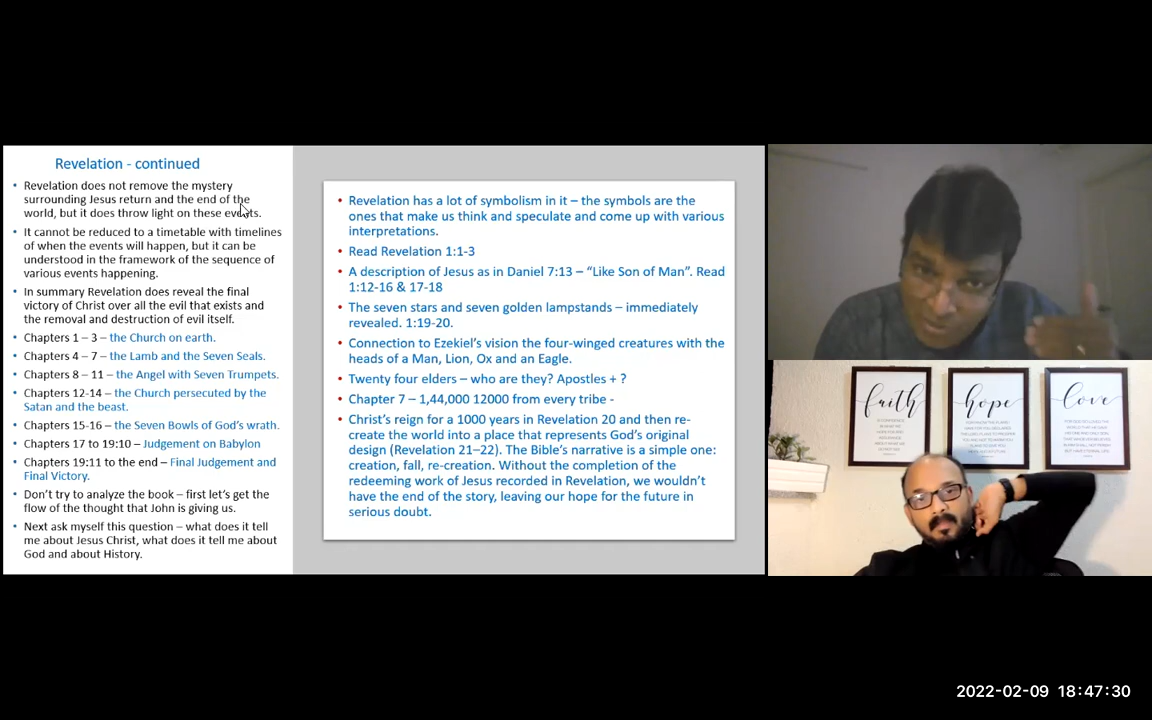 Revelation - continued
• Revelation does not remove the mystery
surrounding Jesus return and the end of the
world, but it does throw light on these events.
• It cannot be reduced to a timetable with timelines
of when the events will happen, but it can be
understood in the framework of the sequence of
various events happening.
• In summary Revelation does reveal the final
victory of Christ over all the evil that exists and
the removal and destruction of evil itself.
• Chapters 1 – 3 – the Church on earth.
• Chapters 4 – 7 – the Lamb and the Seven Seals.
• Chapters 8 – 11 – the Angel with Seven Trumpets.
• Chapters 12-14 – the Church persecuted by the
Satan and the beast.
• Chapters 15-16 – the Seven Bowls of God’s wrath.
• Chapters 17 to 19:10 – Judgement on Babylon
• Chapters 19:11 to the end – Final Judgement and
Final Victory.
• Don’t try to analyze the book – first let’s get the
flow of the thought that John is giving us.
• Next ask myself this question – what does it tell
me about Jesus Christ, what does it tell me about
God and about History.
• Revelation has a lot of symbolism in it – the symbols are the
ones that make us think and speculate and come up with various
interpretations.
• Read Revelation 1:1-3
• A description of Jesus as in Daniel 7:13 – “Like Son of Man”. Read
1:12-16 & 17-18
• The seven stars and seven golden lampstands – immediately
revealed. 1:19-20.
• Connection to Ezekiel’s vision the four-winged creatures with the
heads of a Man, Lion, Ox and an Eagle.
• Twenty four elders – who are they? Apostles + ?
• Chapter 7 – 1,44,000 12000 from every tribe -
• Christ’s reign for a 1000 years in Revelation 20 and then re-
create the world into a place that represents God’s original
design (Revelation 21–22). The Bible’s narrative is a simple one:
creation, fall, re-creation. Without the completion of the
redeeming work of Jesus recorded in Revelation, we wouldn’t
have the end of the story, leaving our hope for the future in
serious doubt.
faith
hope
love
2022-02-09 18:47:30